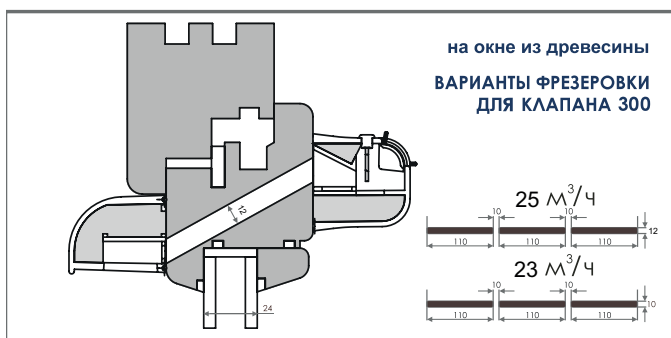 на окне из древесины
ВАРИАНТЫ ФРЕЗЕРОВКИ
ДЛЯ КЛАПАНА 300
12
24
25 м³/ч
10 10
12
110 110 110
23 м³/ч
10 10
10
110 110 110